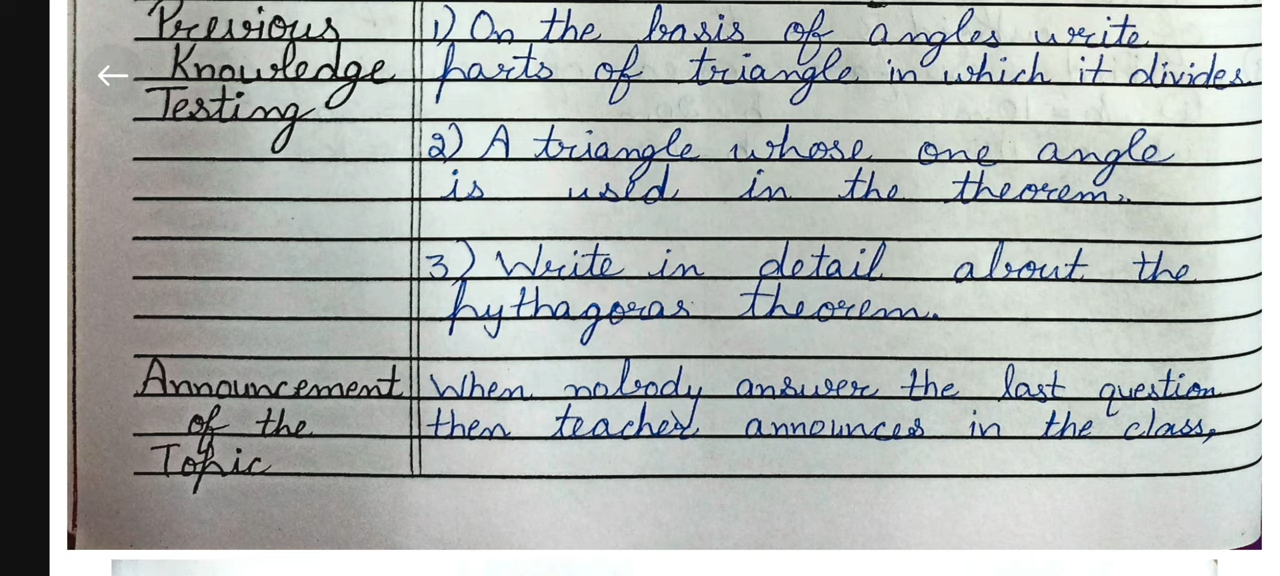 Previous 1) On the basis of angles write
Knowledge parts of triangle in which it divides
Testing
2) A triangle whose one angle
is used in the theorem.
3) Write in detail about the
pythagoras theorem.
Announcement When nobody answer the last question
of the then teacher announces in the class,
Topic